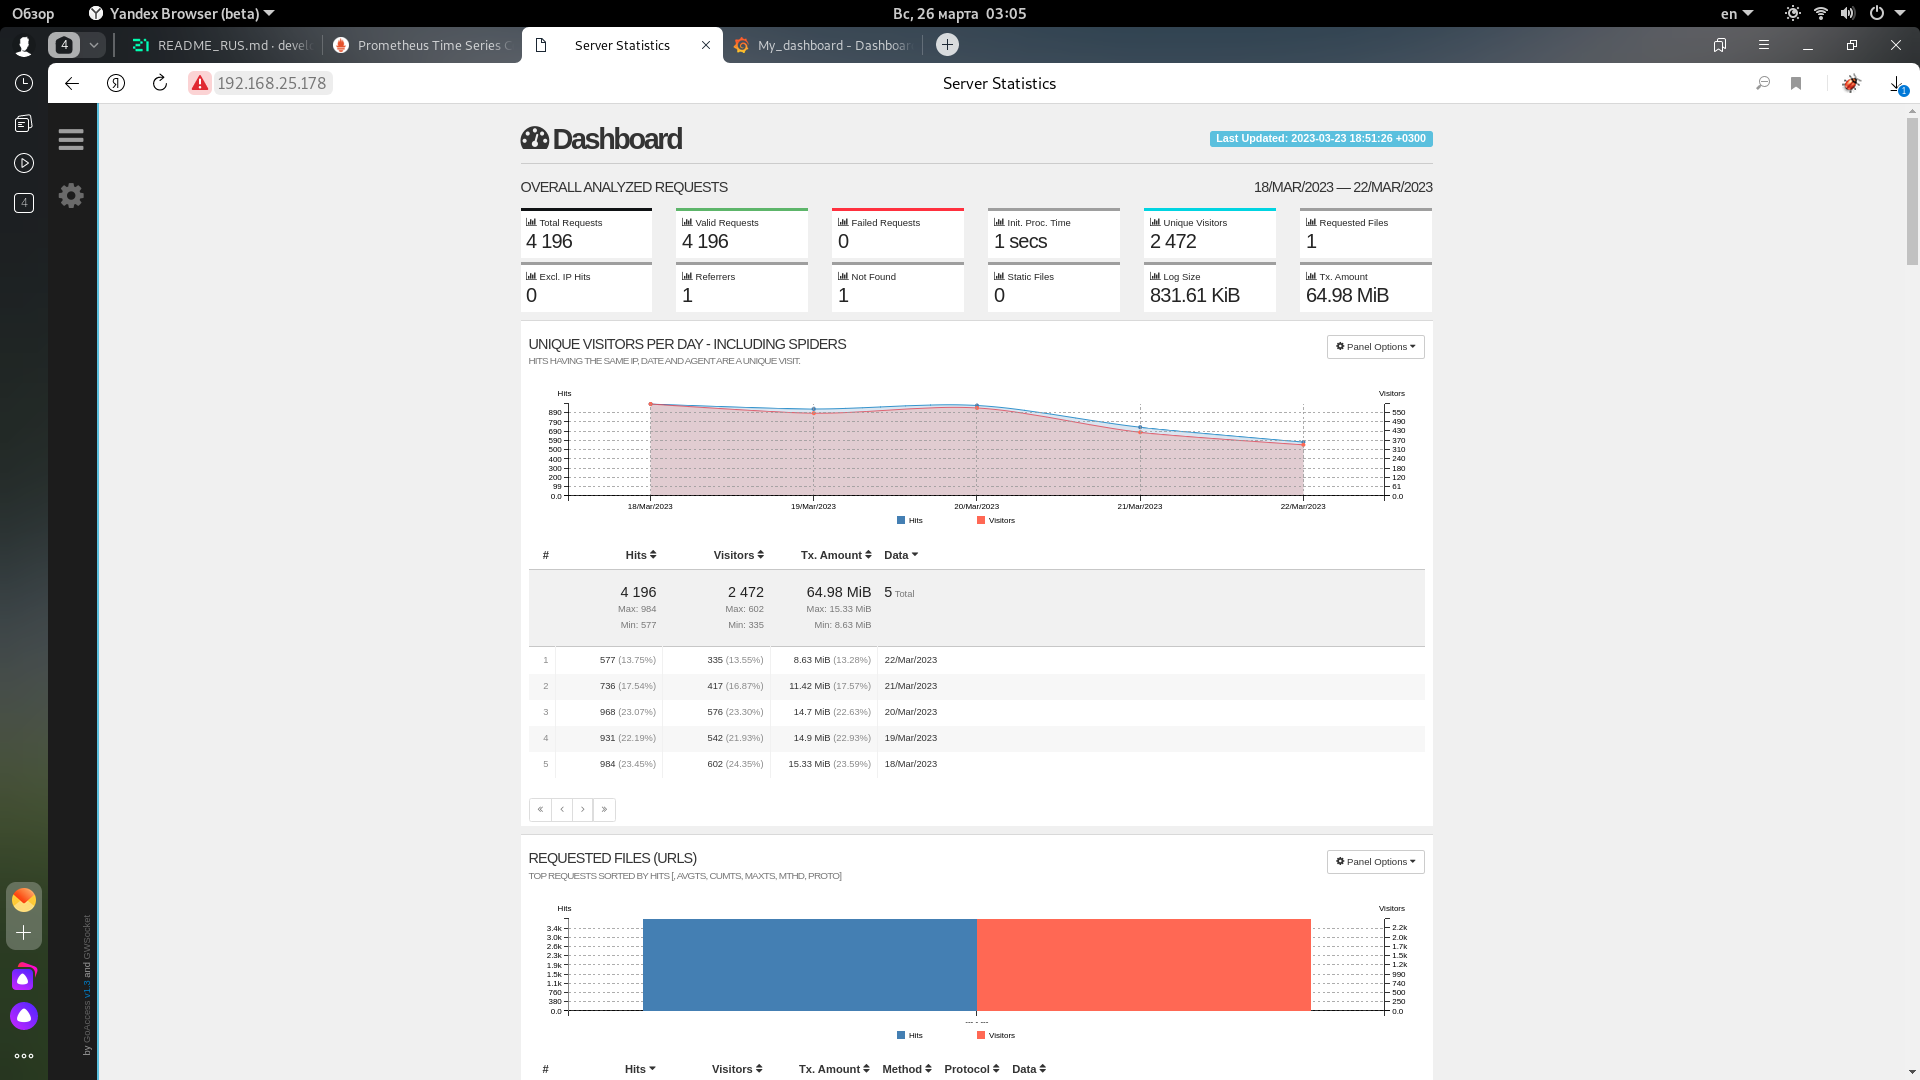 Обзор Yandex Browser (beta) Вс, 26 марта 03:05 en
4 README_RUS.md · devel Prometheus Time Series C Server Statistics My_dashboard - Dashboar
192.168.25.178 Server Statistics
1
4
Dashboard Last Updated: 2023-03-23 18:51:26 +0300
OVERALL ANALYZED REQUESTS 18/MAR/2023 — 22/MAR/2023
Total Requests Valid Requests Failed Requests Init. Proc. Time Unique Visitors Requested Files
4 196 4 196 0 1 secs 2 472 1
Excl. IP Hits Referrers Not Found Static Files Log Size Tx. Amount
0 1 1 0 831.61 KiB 64.98 MiB
UNIQUE VISITORS PER DAY - INCLUDING SPIDERS Panel Options
HITS HAVING THE SAME IP, DATE AND AGENT ARE A UNIQUE VISIT.
Hits Visitors
890 550
790 490
690 430
590 370
500 310
400 240
300 180
200 120
99 61
0.0 0.0
18/Mar/2023 19/Mar/2023 20/Mar/2023 21/Mar/2023 22/Mar/2023
Hits Visitors
# Hits Visitors Tx. Amount Data
4 196 2 472 64.98 MiB 5 Total
Max: 984 Max: 602 Max: 15.33 MiB
Min: 577 Min: 335 Min: 8.63 MiB
1 577 (13.75%) 335 (13.55%) 8.63 MiB (13.28%) 22/Mar/2023
2 736 (17.54%) 417 (16.87%) 11.42 MiB (17.57%) 21/Mar/2023
3 968 (23.07%) 576 (23.30%) 14.7 MiB (22.63%) 20/Mar/2023
4 931 (22.19%) 542 (21.93%) 14.9 MiB (22.93%) 19/Mar/2023
5 984 (23.45%) 602 (24.35%) 15.33 MiB (23.59%) 18/Mar/2023
« ‹ › »
REQUESTED FILES (URLS) Panel Options
TOP REQUESTS SORTED BY HITS [, AVGTS, CUMTS, MAXTS, MTHD, PROTO]
Hits Visitors
3.4k 2.2k
3.0k 2.0k
2.6k 1.7k
2.3k 1.5k
1.9k 1.2k
1.5k 990
1.1k 740
760 500
380 250
0.0 0.0
Hits Visitors
# Hits Visitors Tx. Amount Method Protocol Data
by GoAccess v1.3 and GWSocket